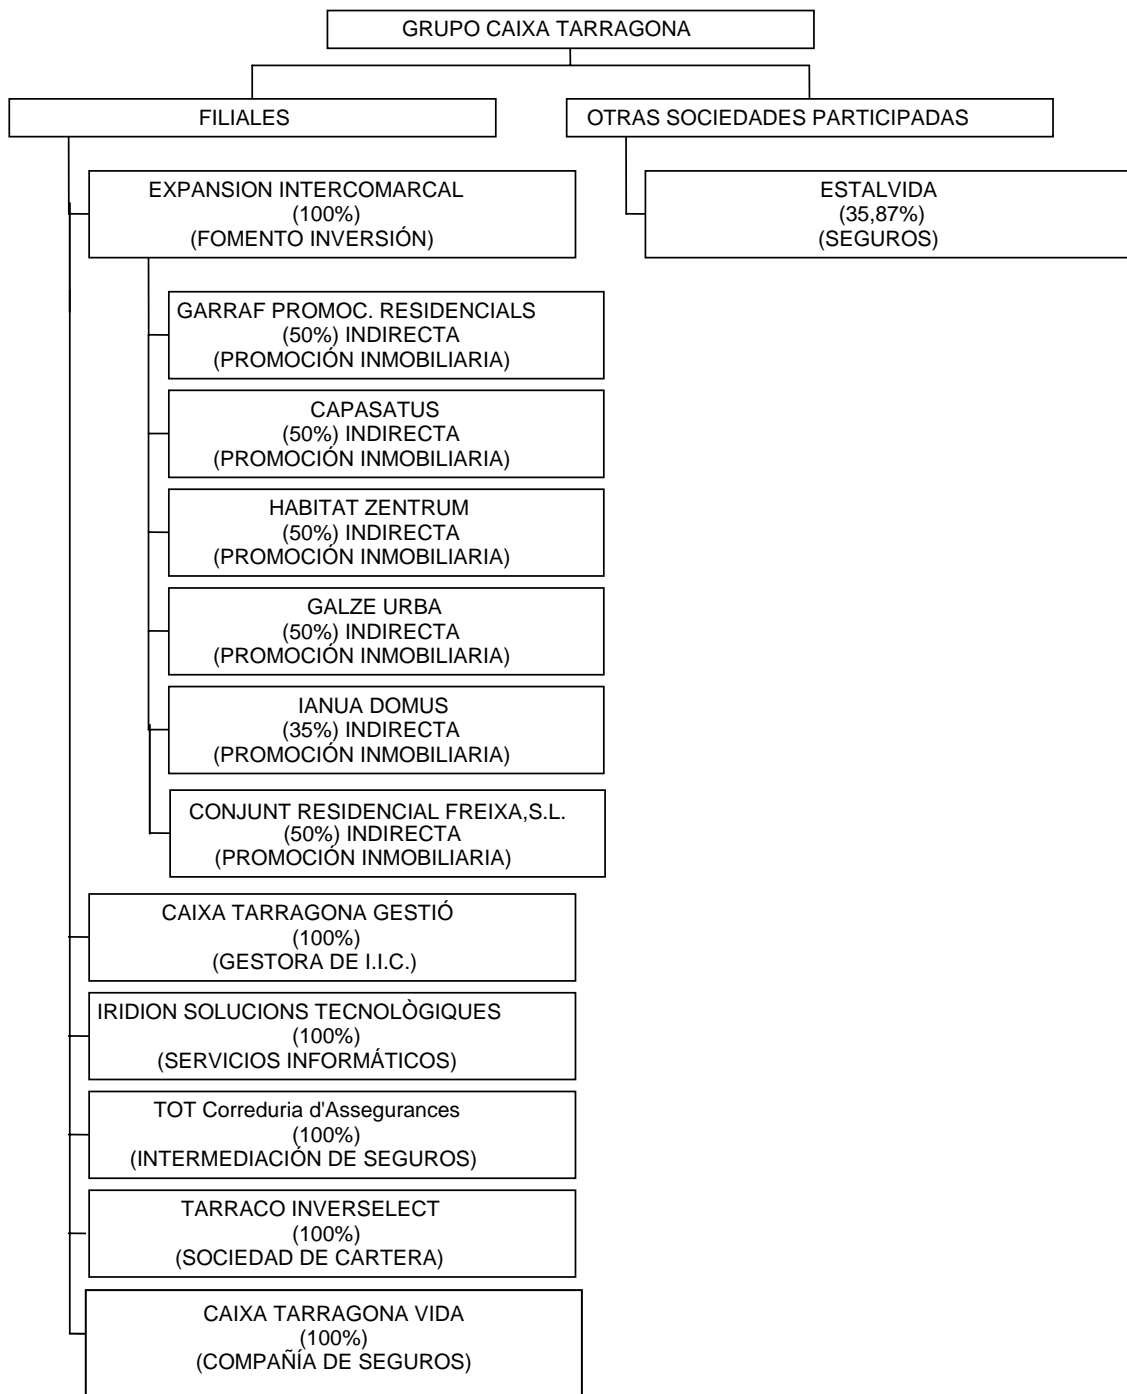 GRUPO CAIXA TARRAGONA
FILIALES
OTRAS SOCIEDADES PARTICIPADAS
EXPANSION INTERCOMARCAL
(100%)
(FOMENTO INVERSIÓN)
ESTALVIDA
(35,87%)
(SEGUROS)
GARRAF PROMOC. RESIDENCIALS
(50%) INDIRECTA
(PROMOCIÓN INMOBILIARIA)
CAPASATUS
(50%) INDIRECTA
(PROMOCIÓN INMOBILIARIA)
HABITAT ZENTRUM
(50%) INDIRECTA
(PROMOCIÓN INMOBILIARIA)
GALZE URBA
(50%) INDIRECTA
(PROMOCIÓN INMOBILIARIA)
IANUA DOMUS
(35%) INDIRECTA
(PROMOCIÓN INMOBILIARIA)
CONJUNT RESIDENCIAL FREIXA,S.L.
(50%) INDIRECTA
(PROMOCIÓN INMOBILIARIA)
CAIXA TARRAGONA GESTIÓ
(100%)
(GESTORA DE I.I.C.)
IRIDION SOLUCIONS TECNOLÒGIQUES
(100%)
(SERVICIOS INFORMÁTICOS)
TOT Correduria d'Assegurances
(100%)
(INTERMEDIACIÓN DE SEGUROS)
TARRACO INVERSELECT
(100%)
(SOCIEDAD DE CARTERA)
CAIXA TARRAGONA VIDA
(100%)
(COMPAÑÍA DE SEGUROS)